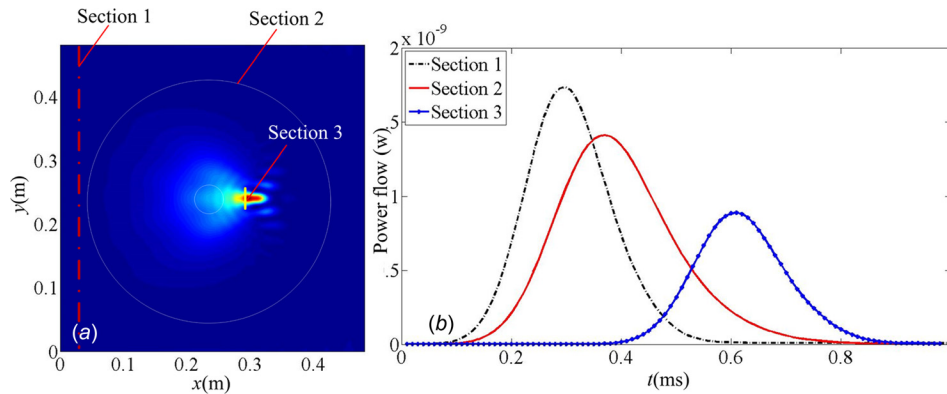 Section 1
Section 2
Section 3
y(m)
0.4
0.3
0.2
0.1
0
(a)
0
0.1
0.2
0.3
0.4
x(m)
2 x 10⁻⁹
.5
1
.5
0
Power flow (w)
Section 1
Section 2
Section 3
(b)
0
0.2
0.4
0.6
0.8
t(ms)